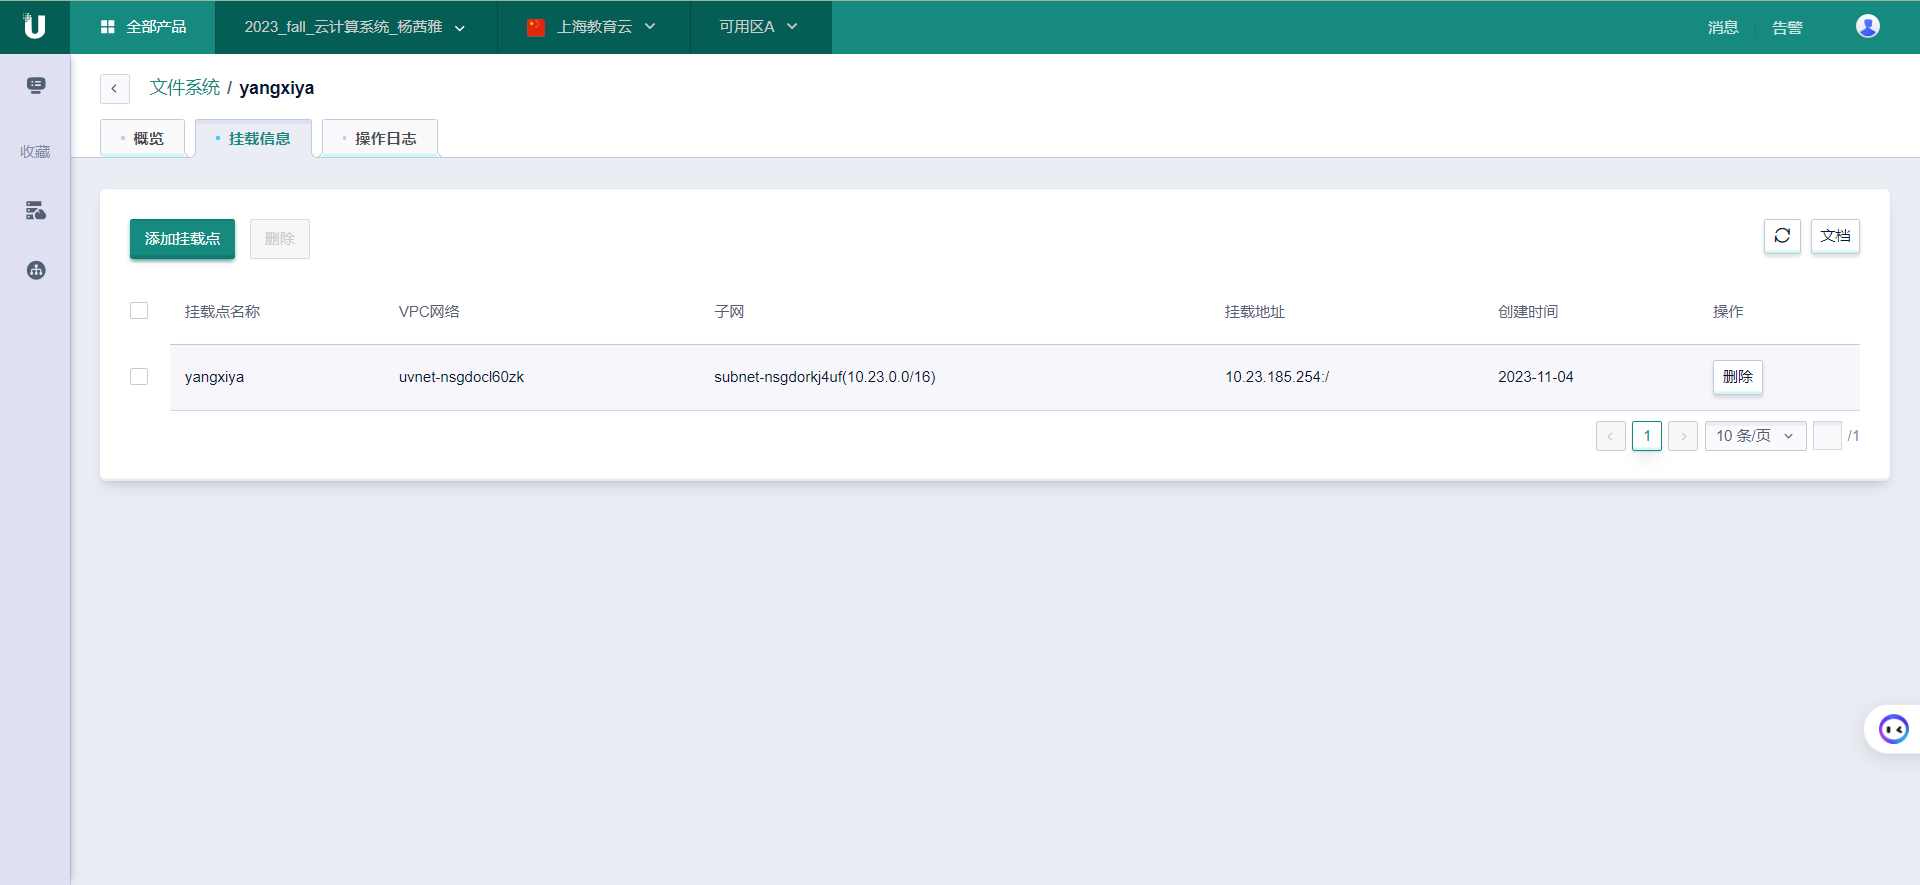 全部产品
2023_fall_云计算系统_杨茜雅
上海教育云
可用区A
消息
告警
收藏
文件系统 / yangxiya
概览
挂载信息
操作日志
添加挂载点
删除
文档
挂载点名称 VPC网络 子网 挂载地址 创建时间 操作
yangxiya uvnet-nsgdocl60zk subnet-nsgdorkj4uf(10.23.0.0/16) 10.23.185.254:/ 2023-11-04 删除
1 10 条/页 /1